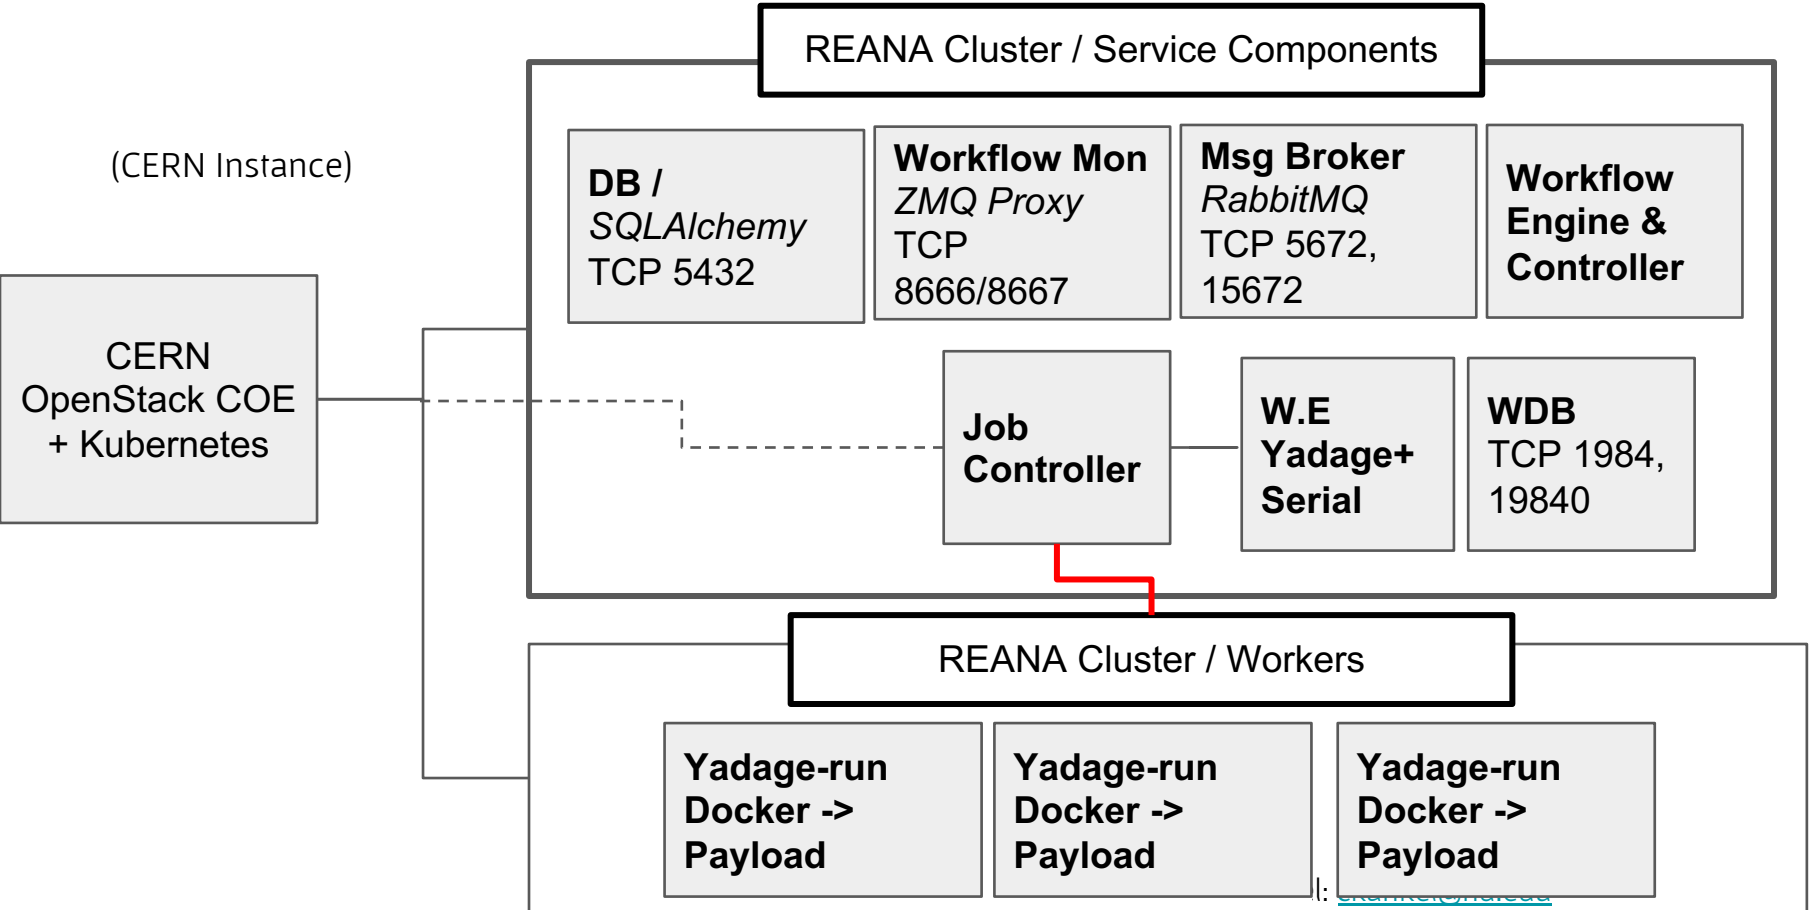 REANA Cluster / Service Components
(CERN Instance)
DB /
SQLAlchemy
TCP 5432
Workflow Mon
ZMQ Proxy
TCP
8666/8667
Msg Broker
RabbitMQ
TCP 5672,
15672
Workflow
Engine &
Controller
CERN
OpenStack COE
+ Kubernetes
Job
Controller
W.E
Yadage+
Serial
WDB
TCP 1984,
19840
REANA Cluster / Workers
Yadage-run
Docker ->
Payload
Yadage-run
Docker ->
Payload
Yadage-run
Docker ->
Payload